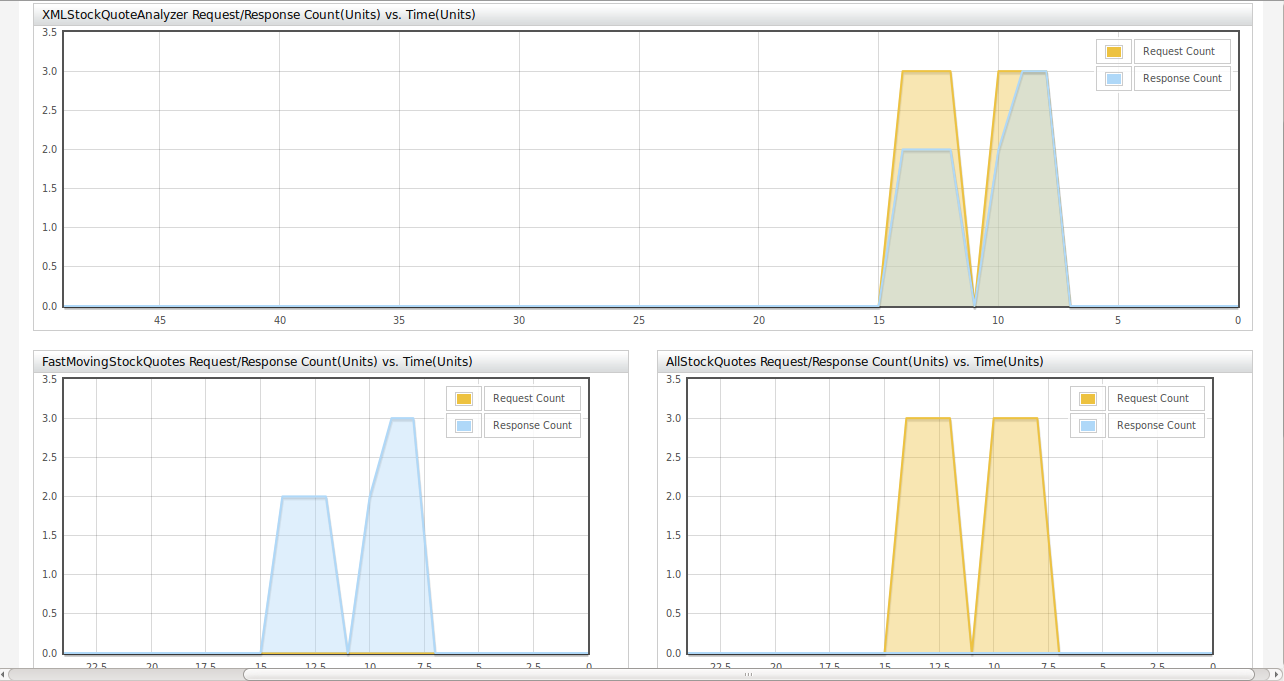 XMLStockQuoteAnalyzer Request/Response Count(Units) vs. Time(Units)
3.5
3.0
2.5
2.0
1.5
1.0
0.5
0.0
Request Count
Response Count
45 40 35 30 25 20 15 10 5 0
FastMovingStockQuotes Request/Response Count(Units) vs. Time(Units)
3.5
3.0
2.5
2.0
1.5
1.0
0.5
0.0
Request Count
Response Count
22.5 20 17.5 15 12.5 10 7.5 5 2.5 0
AllStockQuotes Request/Response Count(Units) vs. Time(Units)
3.5
3.0
2.5
2.0
1.5
1.0
0.5
0.0
Request Count
Response Count
22.5 20 17.5 15 12.5 10 7.5 5 2.5 0